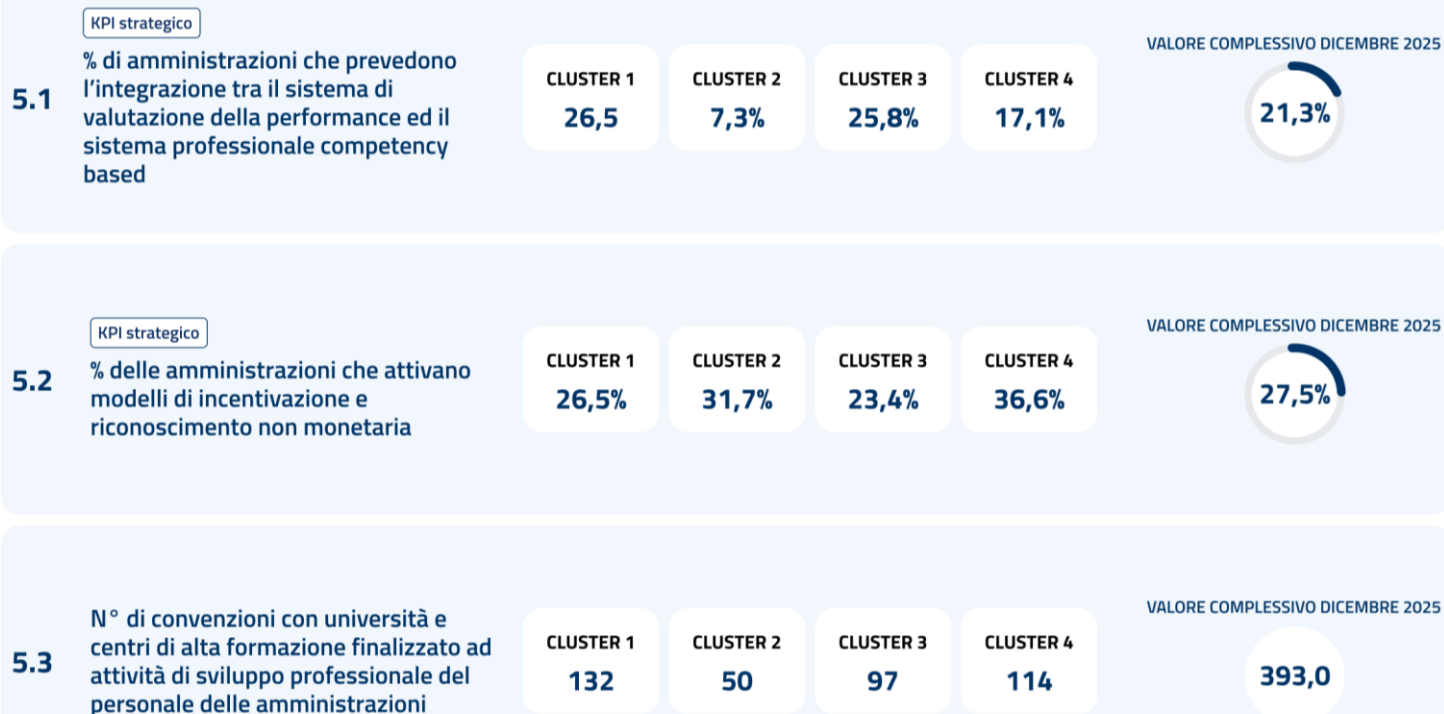 KPI strategico
5.1
% di amministrazioni che prevedono
l'integrazione tra il sistema di
valutazione della performance ed il
sistema professionale competency
based
CLUSTER 1
26,5
CLUSTER 2
7,3%
CLUSTER 3
25,8%
CLUSTER 4
17,1%
VALORE COMPLESSIVO DICEMBRE 2025
21,3%
KPI strategico
5.2
% delle amministrazioni che attivano
modelli di incentivazione e
riconoscimento non monetaria
CLUSTER 1
26,5%
CLUSTER 2
31,7%
CLUSTER 3
23,4%
CLUSTER 4
36,6%
VALORE COMPLESSIVO DICEMBRE 2025
27,5%
5.3
N° di convenzioni con università e
centri di alta formazione finalizzato ad
attività di sviluppo professionale del
personale delle amministrazioni
CLUSTER 1
132
CLUSTER 2
50
CLUSTER 3
97
CLUSTER 4
114
VALORE COMPLESSIVO DICEMBRE 2025
393,0